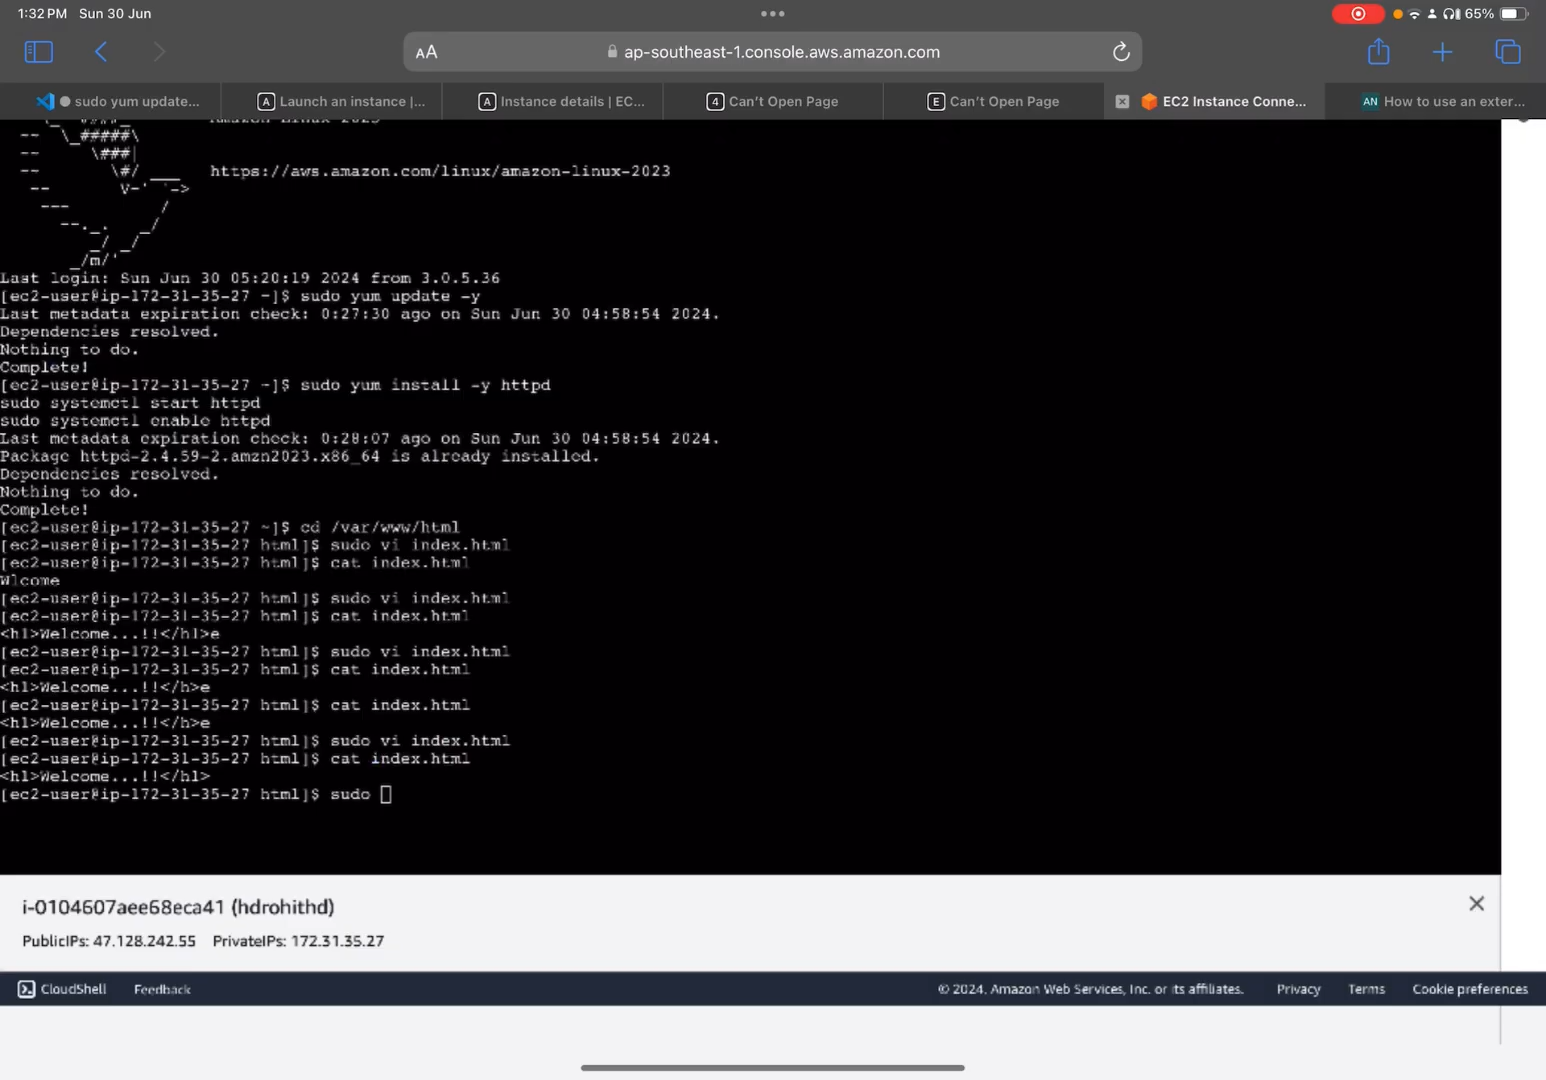 1:32 PM Sun 30 Jun
65%
AA
ap-southeast-1.console.aws.amazon.com
sudo yum update...
Launch an instance |...
Instance details | EC...
Can't Open Page
Can't Open Page
EC2 Instance Conne...
AN How to use an exter...
https://aws.amazon.com/linux/amazon-linux-2023
Last login: Sun Jun 30 05:20:19 2024 from 3.0.5.36
[ec2-user@ip-172-31-35-27 ~]$ sudo yum update -y
Last metadata expiration check: 0:27:30 ago on Sun Jun 30 04:58:54 2024.
Dependencies resolved.
Nothing to do.
Complete!
[ec2-user@ip-172-31-35-27 ~]$ sudo yum install -y httpd
sudo systemctl start httpd
sudo systemctl enable httpd
Last metadata expiration check: 0:28:07 ago on Sun Jun 30 04:58:54 2024.
Package httpd-2.4.59-2.amzn2023.x86_64 is already installed.
Dependencies resolved.
Nothing to do.
Complete!
[ec2-user@ip-172-31-35-27 ~]$ cd /var/www/html
[ec2-user@ip-172-31-35-27 html]$ sudo vi index.html
[ec2-user@ip-172-31-35-27 html]$ cat index.html
Wlcome
[ec2-user@ip-172-31-35-27 html]$ sudo vi index.html
[ec2-user@ip-172-31-35-27 html]$ cat index.html
<h1>Welcome...!!</h1>e
[ec2-user@ip-172-31-35-27 html]$ sudo vi index.html
[ec2-user@ip-172-31-35-27 html]$ cat index.html
<h1>Welcome...!!</h>e
[ec2-user@ip-172-31-35-27 html]$ cat index.html
<h1>Welcome...!!</h>e
[ec2-user@ip-172-31-35-27 html]$ sudo vi index.html
[ec2-user@ip-172-31-35-27 html]$ cat index.html
<h1>Welcome...!!</h1>
[ec2-user@ip-172-31-35-27 html]$ sudo
i-0104607aee68eca41 (hdrohithd)
PublicIPs: 47.128.242.55 PrivateIPs: 172.31.35.27
CloudShell Feedback © 2024, Amazon Web Services, Inc. or its affiliates. Privacy Terms Cookie preferences